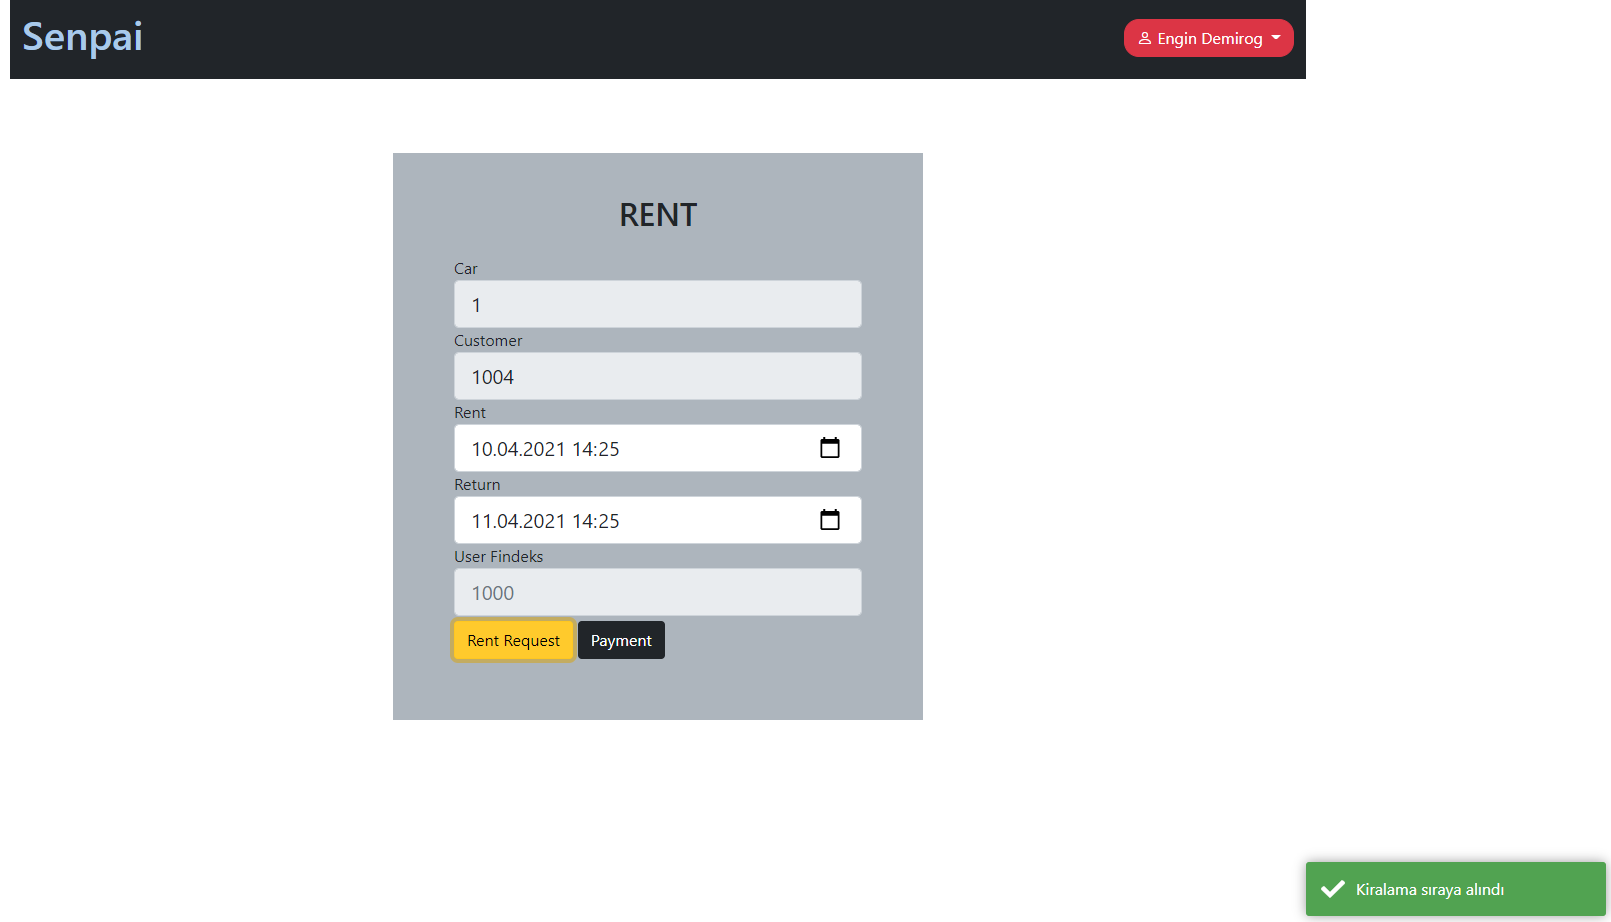 Senpai
Engin Demirog
RENT
Car
1
Customer
1004
Rent
10.04.2021 14:25
Return
11.04.2021 14:25
User Findeks
1000
Rent Request
Payment
Kiralama sıraya alındı